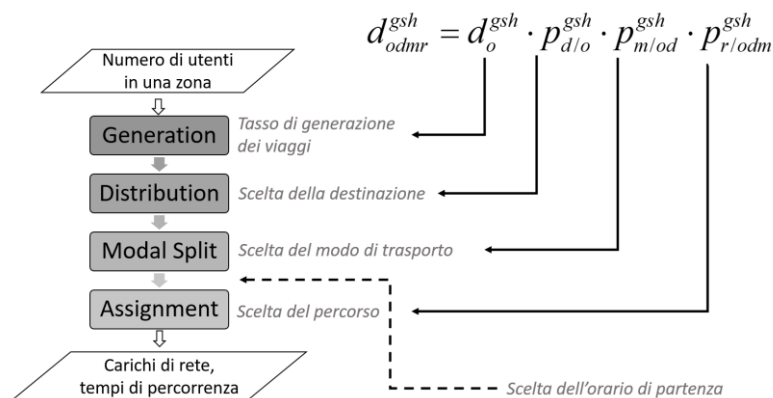 d_{odmr}^{gsh} = d_o^{gsh} · p_{d/o}^{gsh} · p_{m/od}^{gsh} · p_{r/odm}^{gsh}
Numero di utenti
in una zona
Generation
Tasso di generazione
dei viaggi
Distribution
Scelta della destinazione
Modal Split
Scelta del modo di trasporto
Assignment
Scelta del percorso
Carichi di rete,
tempi di percorrenza
Scelta dell'orario di partenza